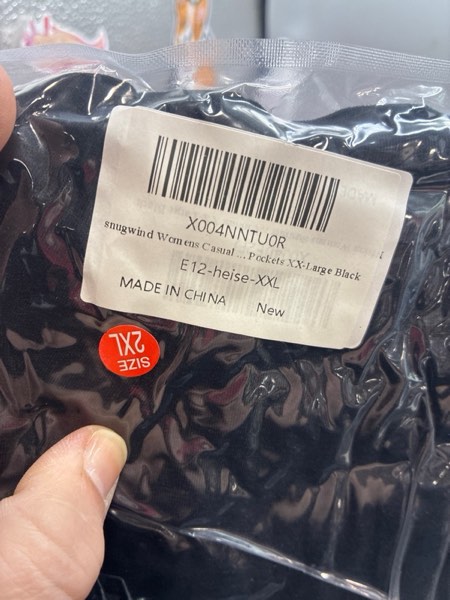 X004NNTU0R
snugwind Womens Casual ... Pockets XX-Large Black
E12-heise-XXL
MADE IN CHINA New
SIZE
2XL